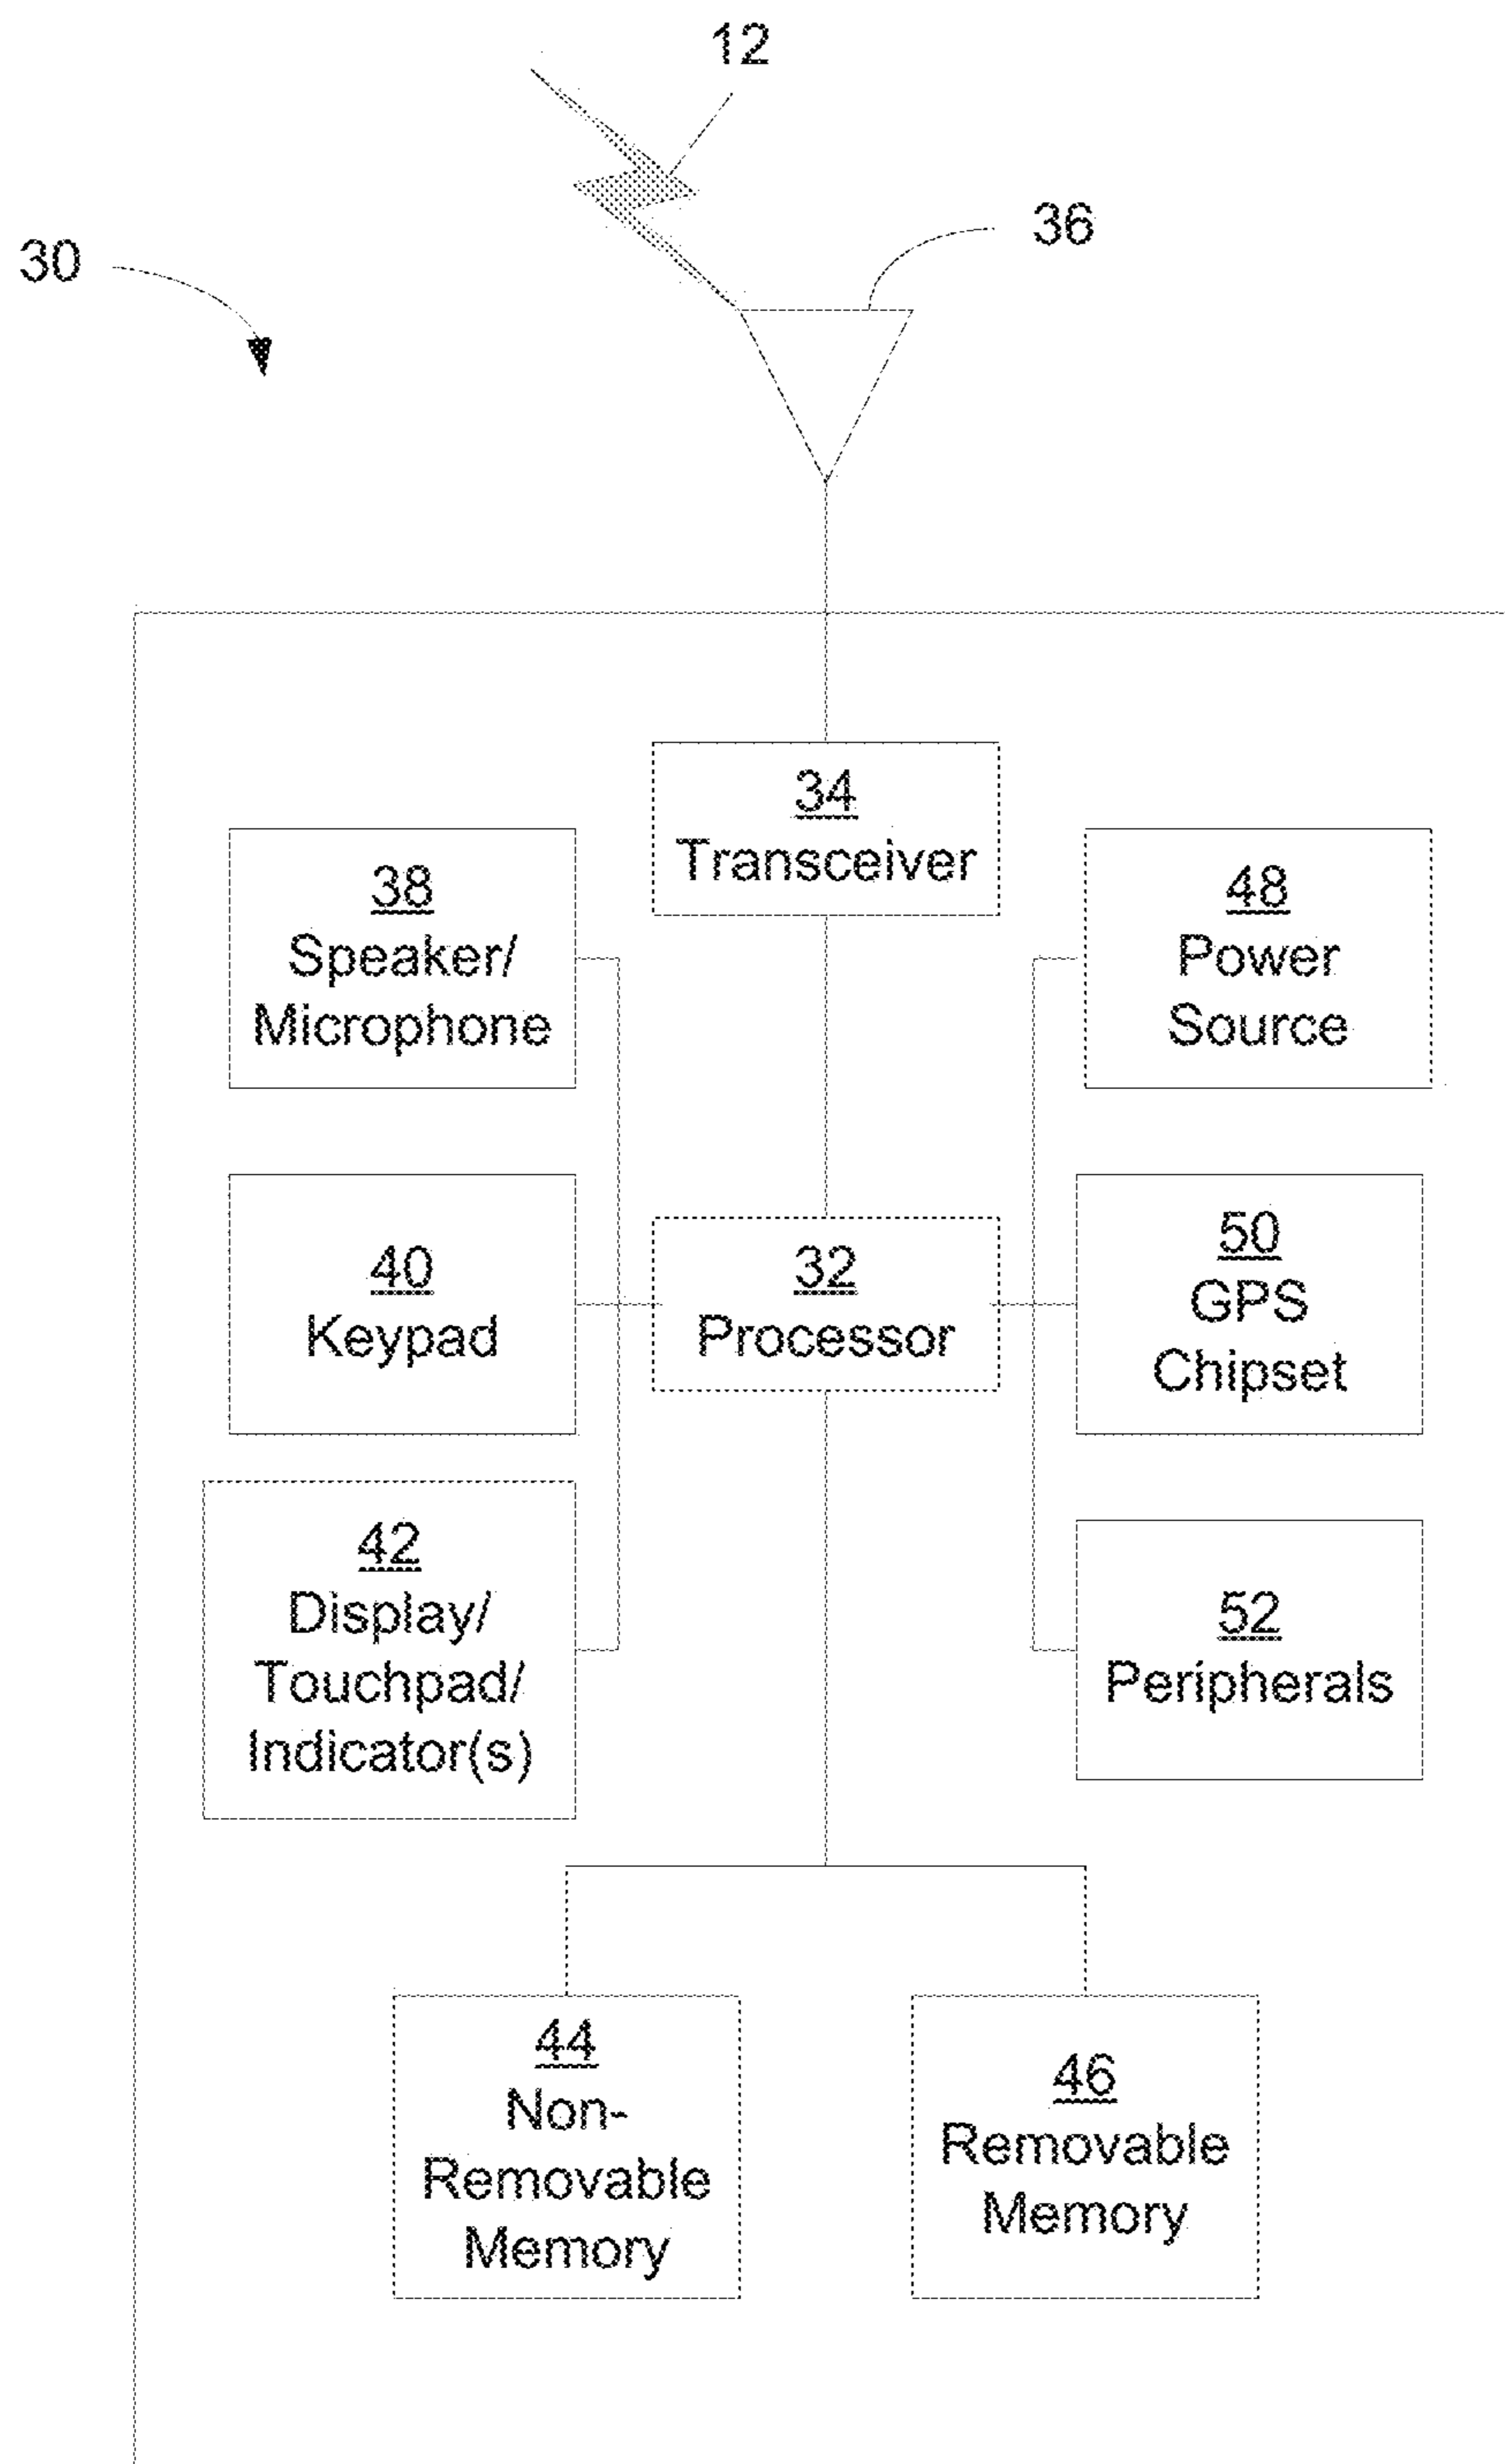 12
36
30
34
Transceiver
38
Speaker/
Microphone
48
Power
Source
40
Keypad
32
Processor
50
GPS
Chipset
42
Display/
Touchpad/
Indicator(s)
52
Peripherals
44
Non-
Removable
Memory
46
Removable
Memory